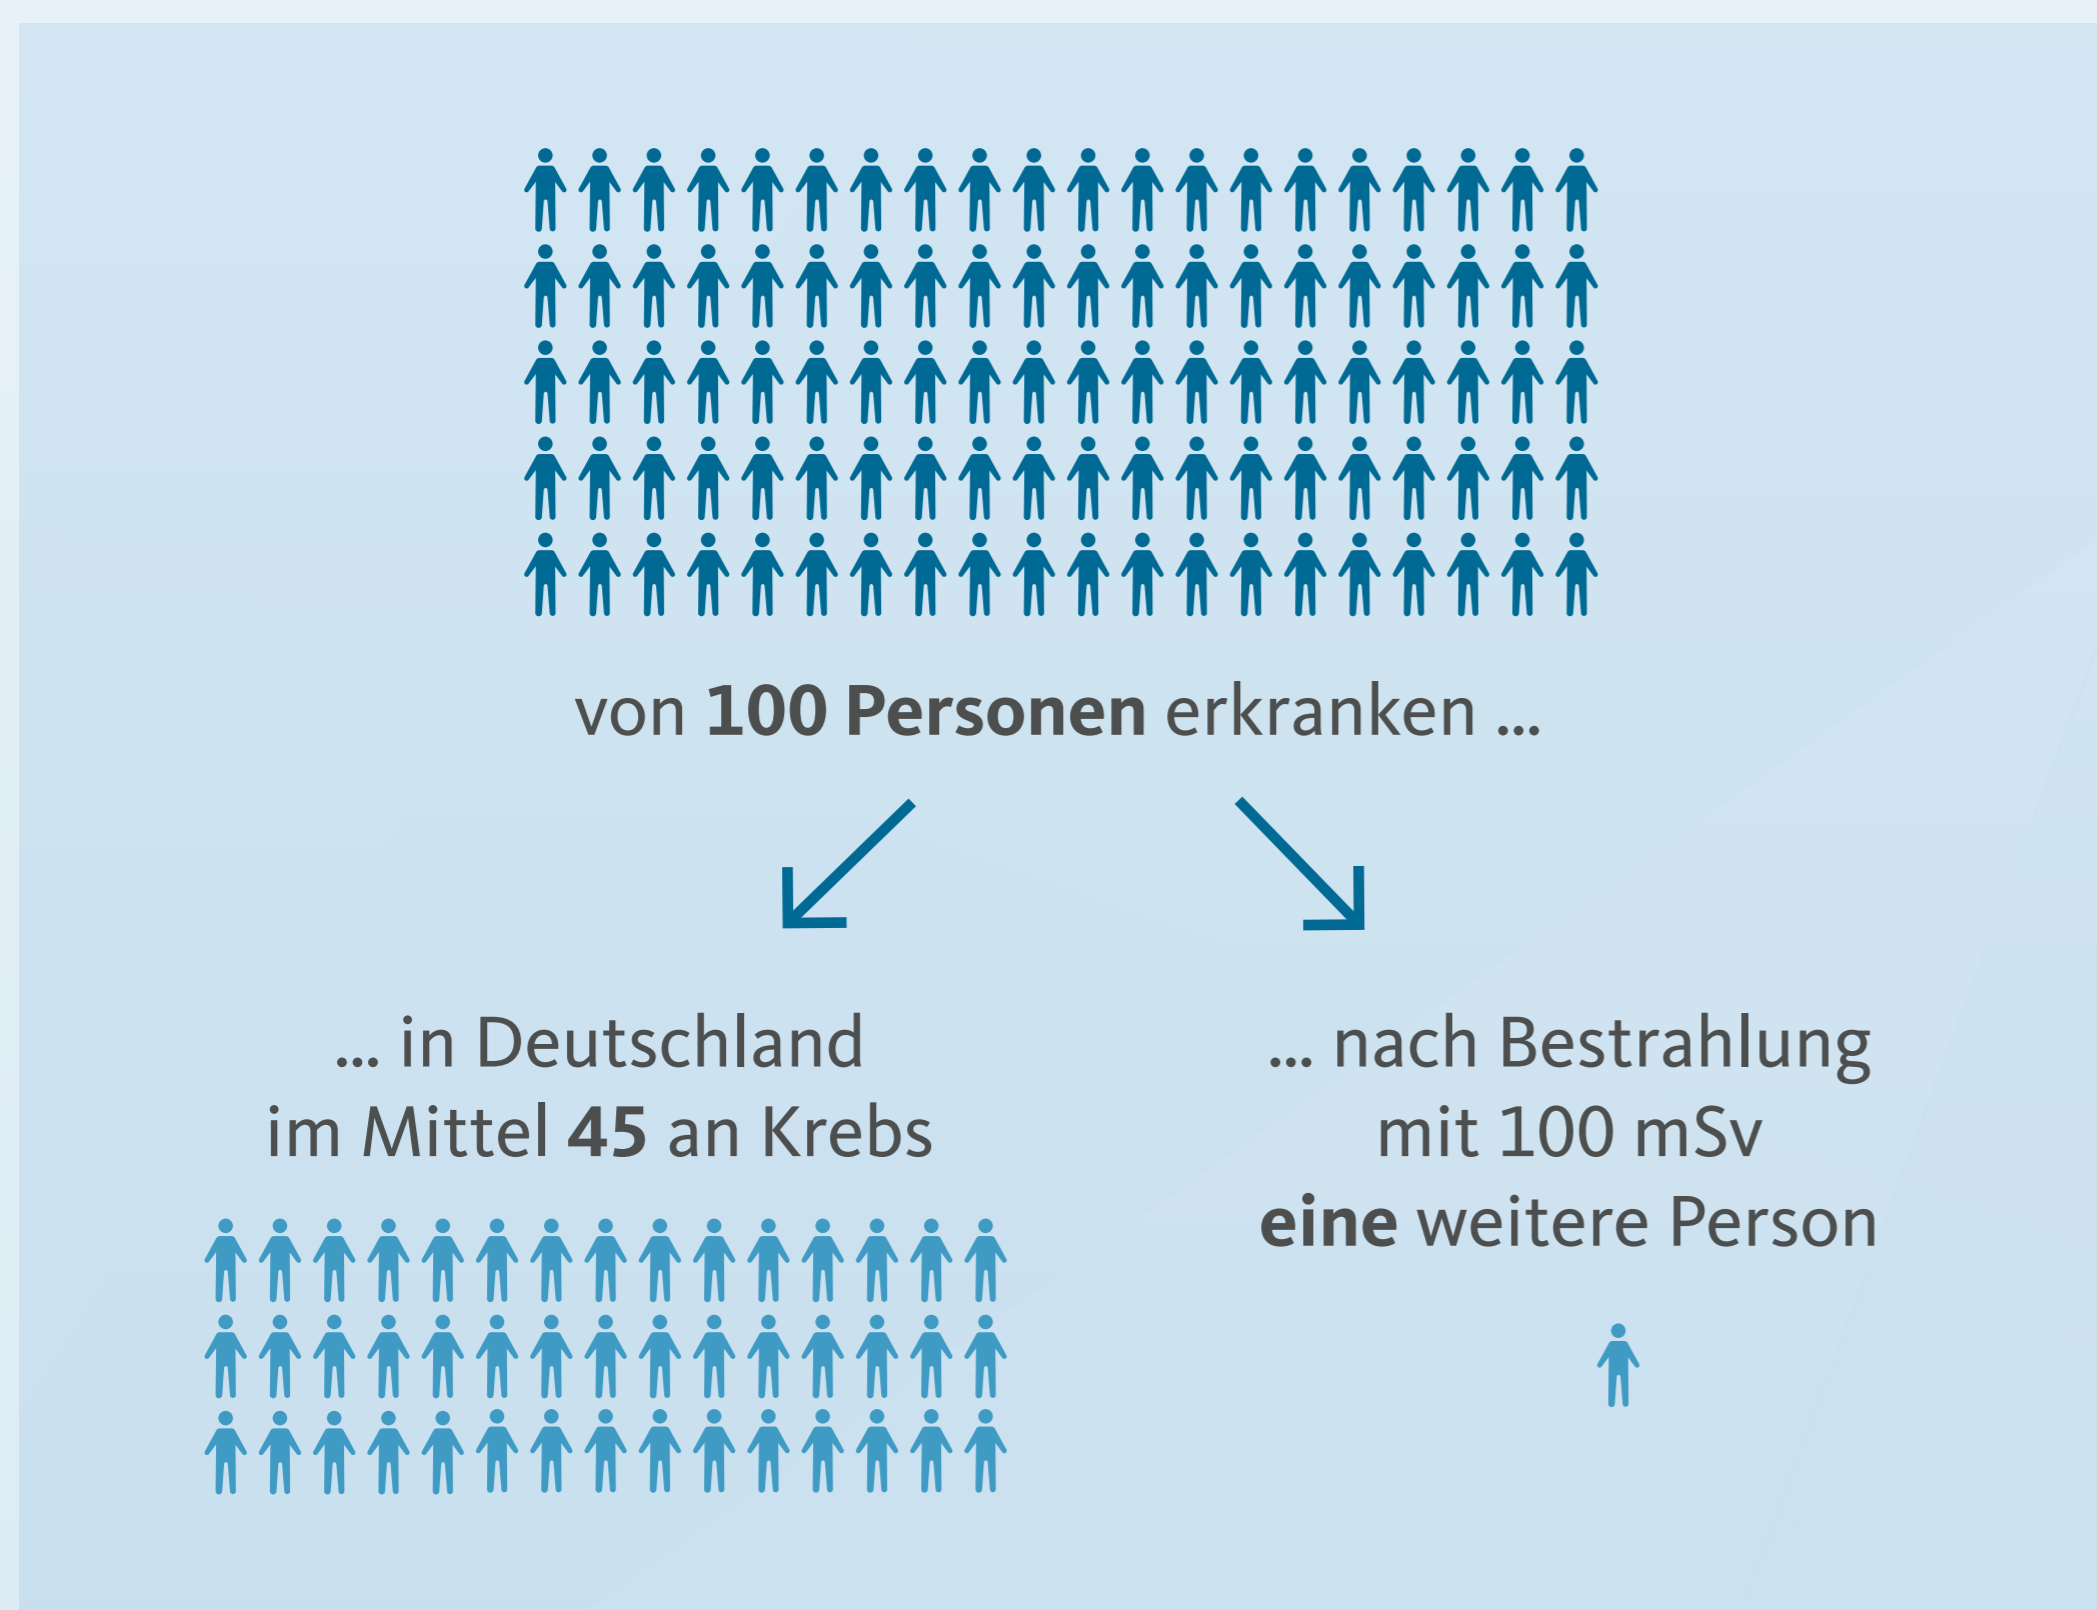 von 100 Personen erkranken ...
... in Deutschland
im Mittel 45 an Krebs
... nach Bestrahlung
mit 100 mSv
eine weitere Person